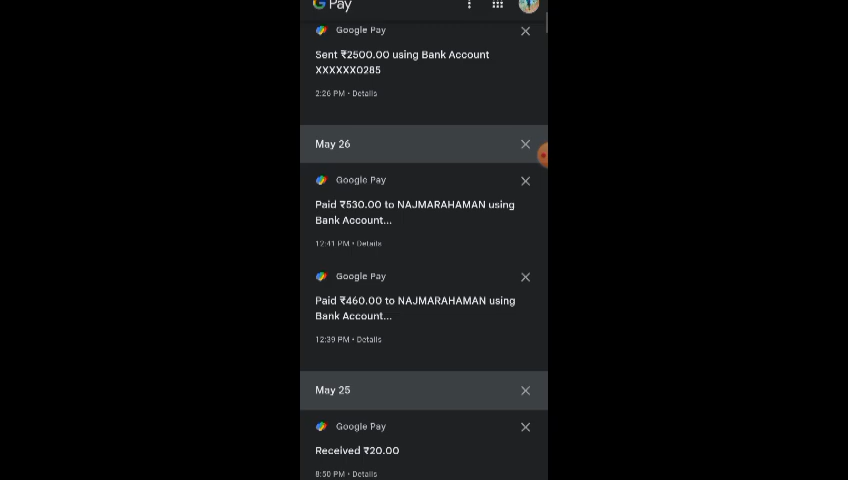 G Pay
Google Pay
Sent ₹2500.00 using Bank Account
XXXXXX0285
2:26 PM • Details
May 26
Google Pay
Paid ₹530.00 to NAJMARAHAMAN using
Bank Account...
12:41 PM • Details
Google Pay
Paid ₹460.00 to NAJMARAHAMAN using
Bank Account...
12:39 PM • Details
May 25
Google Pay
Received ₹20.00
8:50 PM • Details